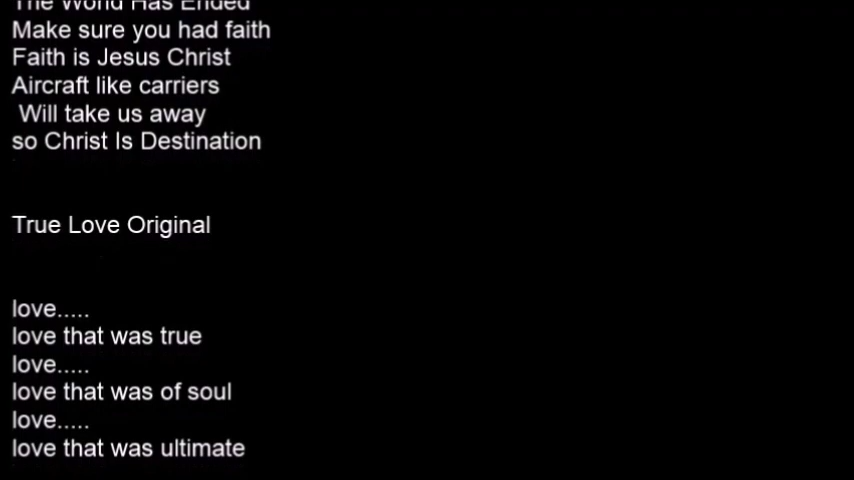 The World Has Ended
Make sure you had faith
Faith is Jesus Christ
Aircraft like carriers
Will take us away
so Christ Is Destination
True Love Original
love.....
love that was true
love.....
love that was of soul
love.....
love that was ultimate